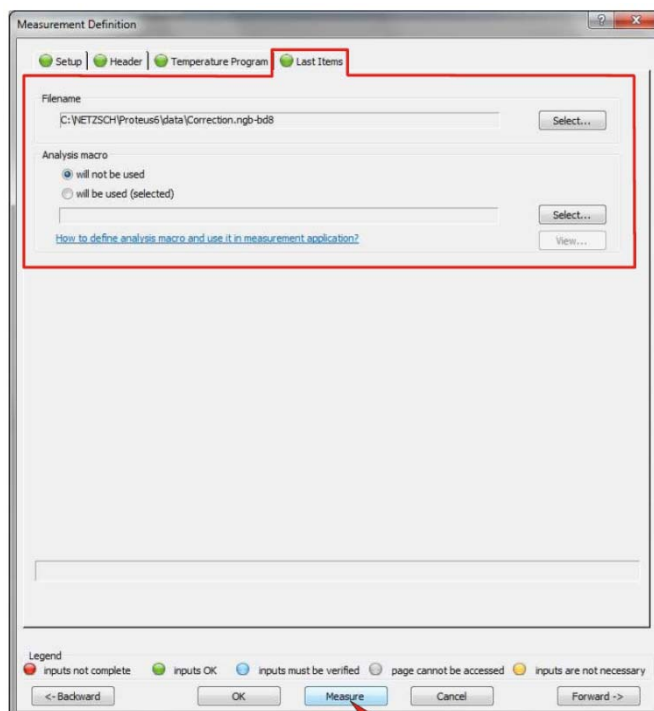 Measurement Definition
Setup Header Temperature Program Last Items
Filename
C:\NETZSCH\Proteus6\data\Correction.ngb-bd8 Select...
Analysis macro
will not be used
will be used (selected)
Select...
How to define analysis macro and use it in measurement application? View...
Legend
inputs not complete inputs OK inputs must be verified page cannot be accessed inputs are not necessary
<- Backward OK Measure Cancel Forward ->